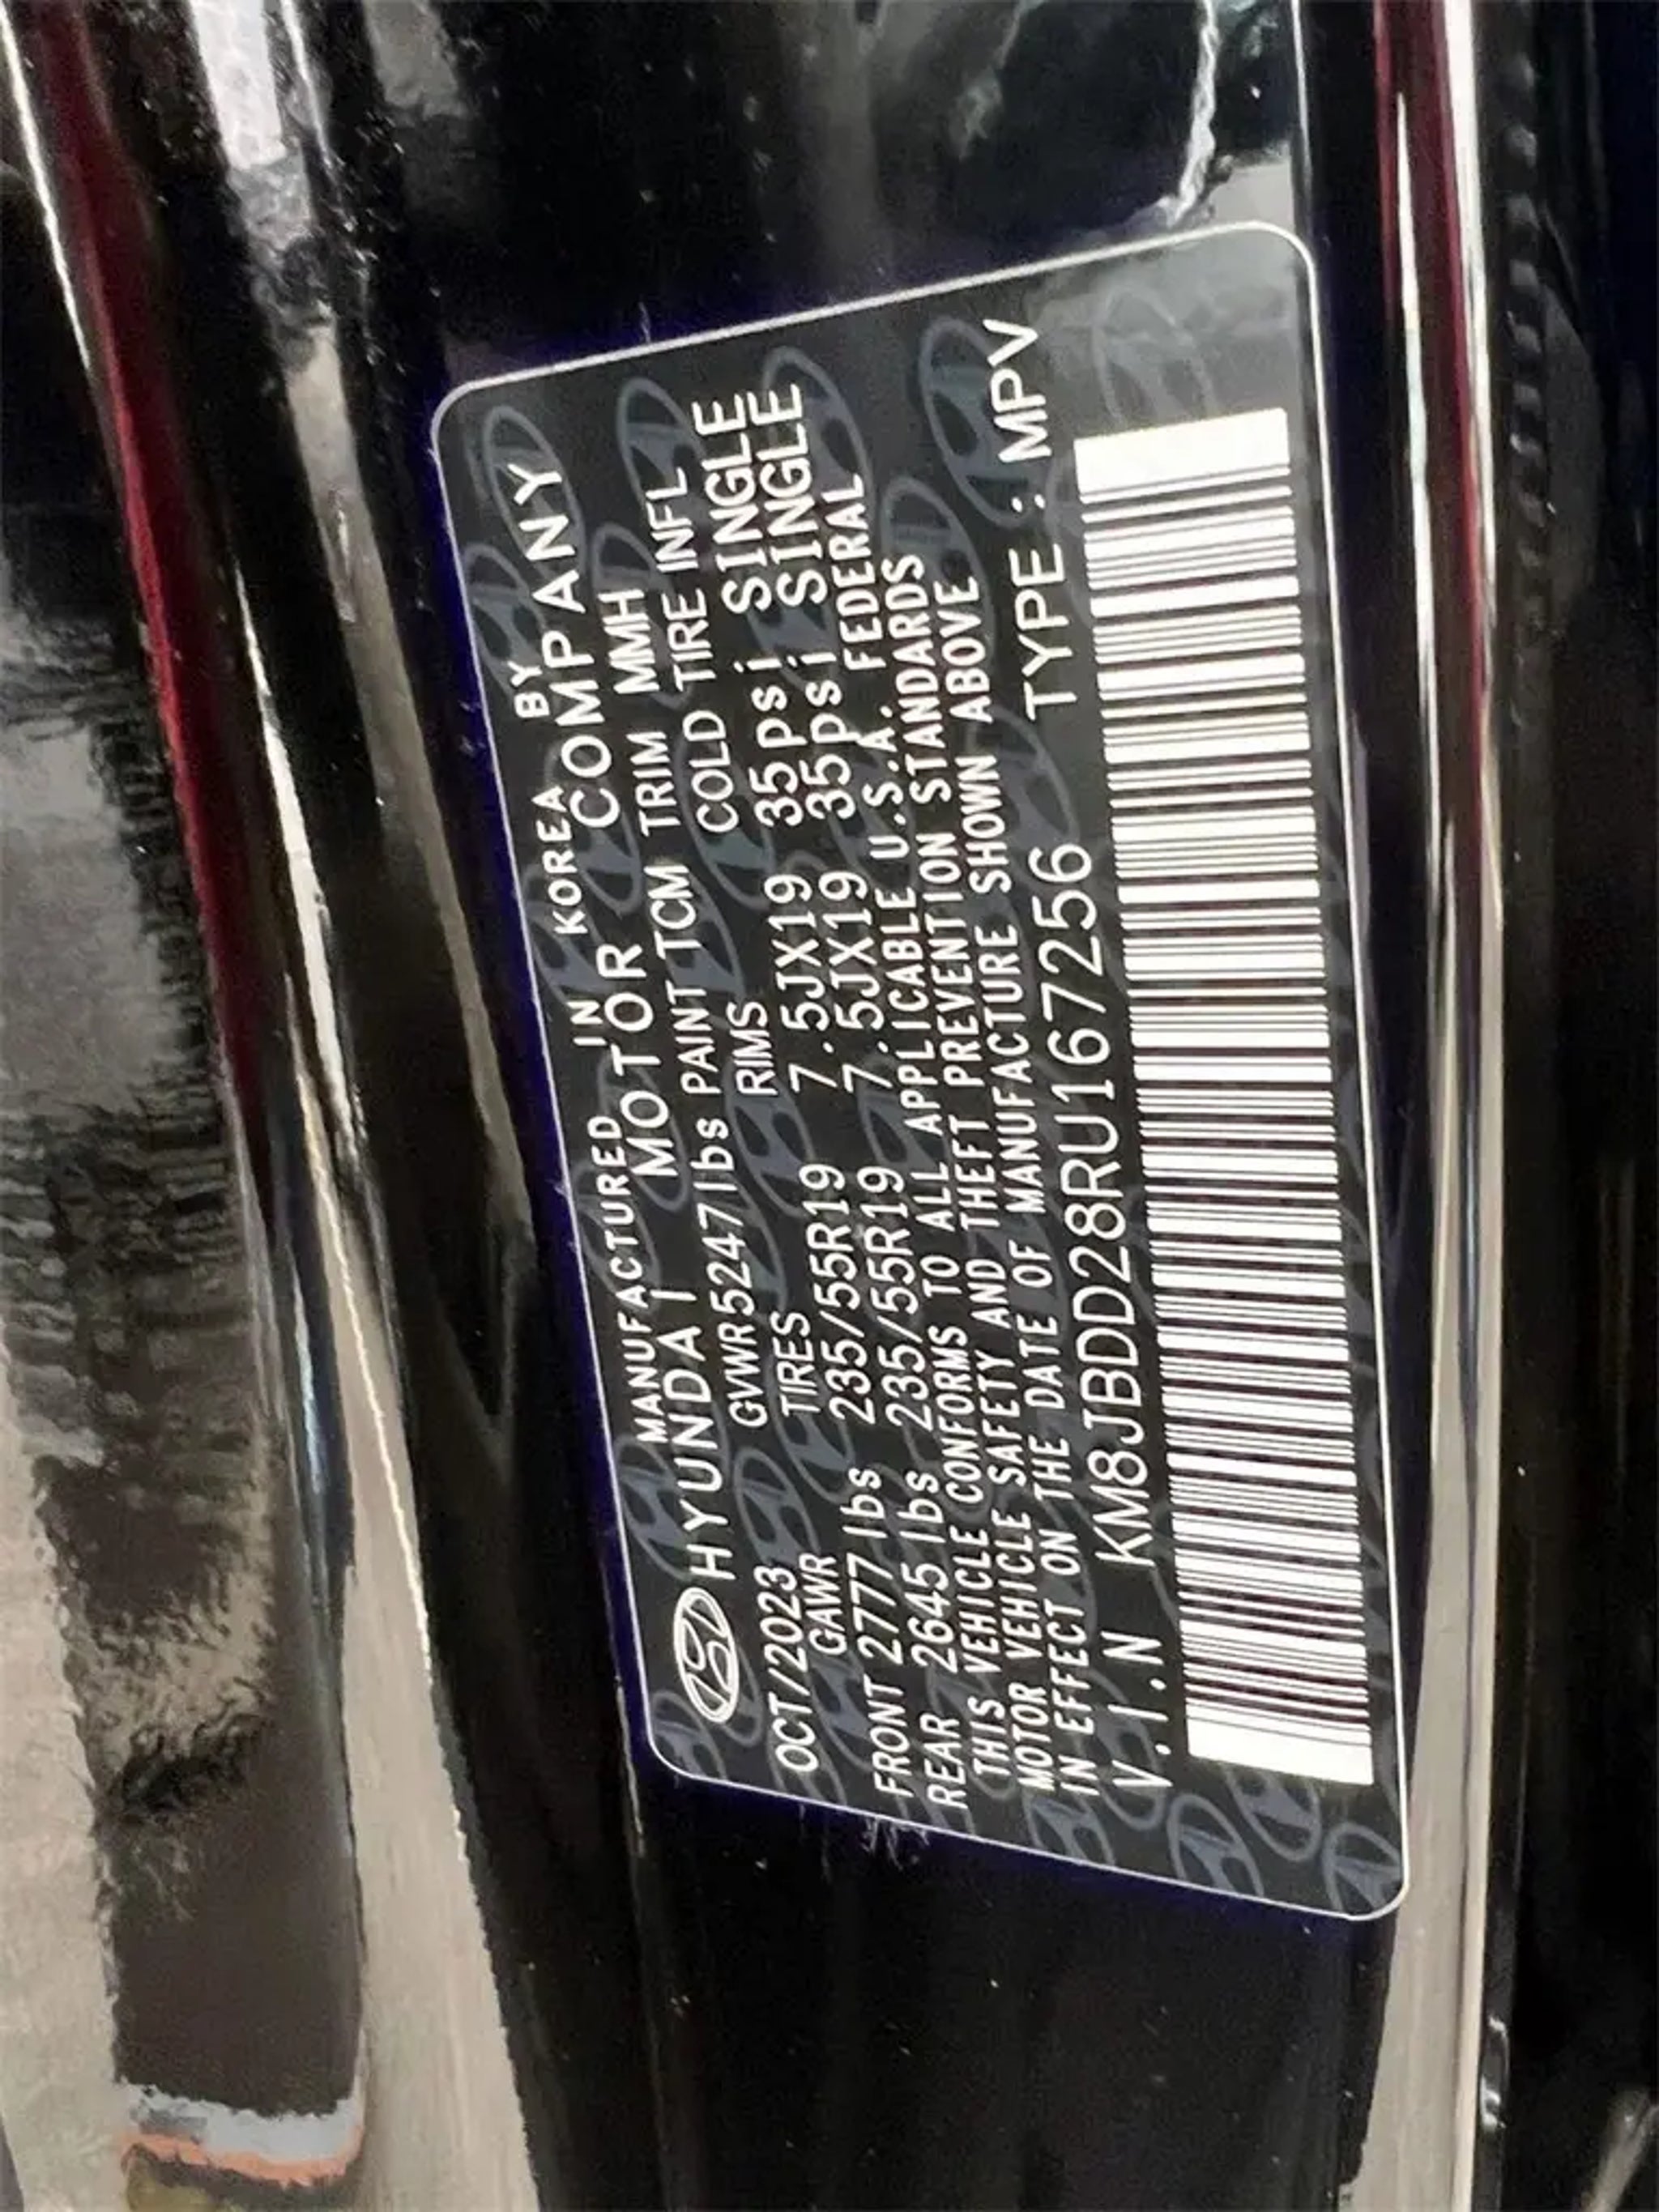 MANUFACTURED IN KOREA BY
HYUNDAI MOTOR COMPANY
OCT/2023 GVWR5247lbs PAINT TCM TRIM MMH
GAWR TIRES RIMS COLD TIRE INFL
FRONT 2777 lbs 235/55R19 7.5JX19 35psi SINGLE
REAR 2645 lbs 235/55R19 7.5JX19 35psi SINGLE
THIS VEHICLE CONFORMS TO ALL APPLICABLE U.S.A. FEDERAL
MOTOR VEHICLE SAFETY AND THEFT PREVENTION STANDARDS
IN EFFECT ON THE DATE OF MANUFACTURE SHOWN ABOVE
V.I.N KM8JBDD28RU167256 TYPE : MPV